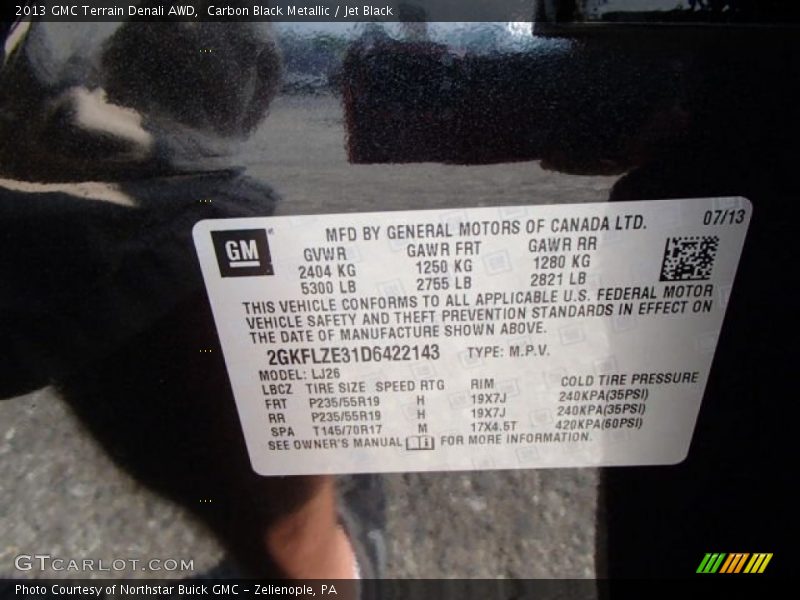 2013 GMC Terrain Denali AWD, Carbon Black Metallic / Jet Black
07/13
MFD BY GENERAL MOTORS OF CANADA LTD.
GM
GVWR GAWR FRT GAWR RR
2404 KG 1250 KG 1280 KG
5300 LB 2755 LB 2821 LB
THIS VEHICLE CONFORMS TO ALL APPLICABLE U.S. FEDERAL MOTOR
VEHICLE SAFETY AND THEFT PREVENTION STANDARDS IN EFFECT ON
THE DATE OF MANUFACTURE SHOWN ABOVE.
2GKFLZE31D6422143 TYPE: M.P.V.
MODEL: LJ26
LBCZ TIRE SIZE SPEED RTG RIM COLD TIRE PRESSURE
FRT P235/55R19 H 19X7J 240KPA(35PSI)
RR P235/55R19 H 19X7J 240KPA(35PSI)
SPA T145/70R17 M 17X4.5T 420KPA(60PSI)
SEE OWNER'S MANUAL FOR MORE INFORMATION.
GTCARLOT.COM
Photo Courtesy of Northstar Buick GMC - Zelienople, PA